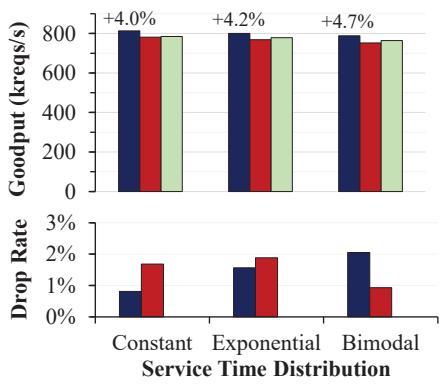 +4.0% +4.2% +4.7%
800
600
400
200
0
Goodput (kreqs/s)
3%
2%
1%
0%
Drop Rate
Constant Exponential Bimodal
Service Time Distribution